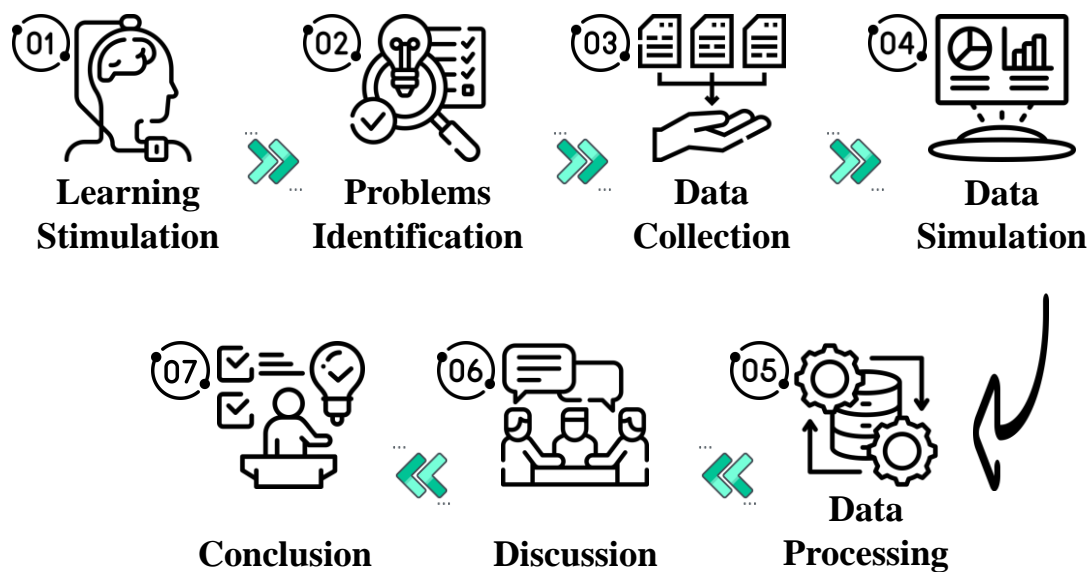 01
Learning
Stimulation
02
Problems
Identification
03
Data
Collection
04
Data
Simulation
05
Data
Processing
06
Discussion
07
Conclusion